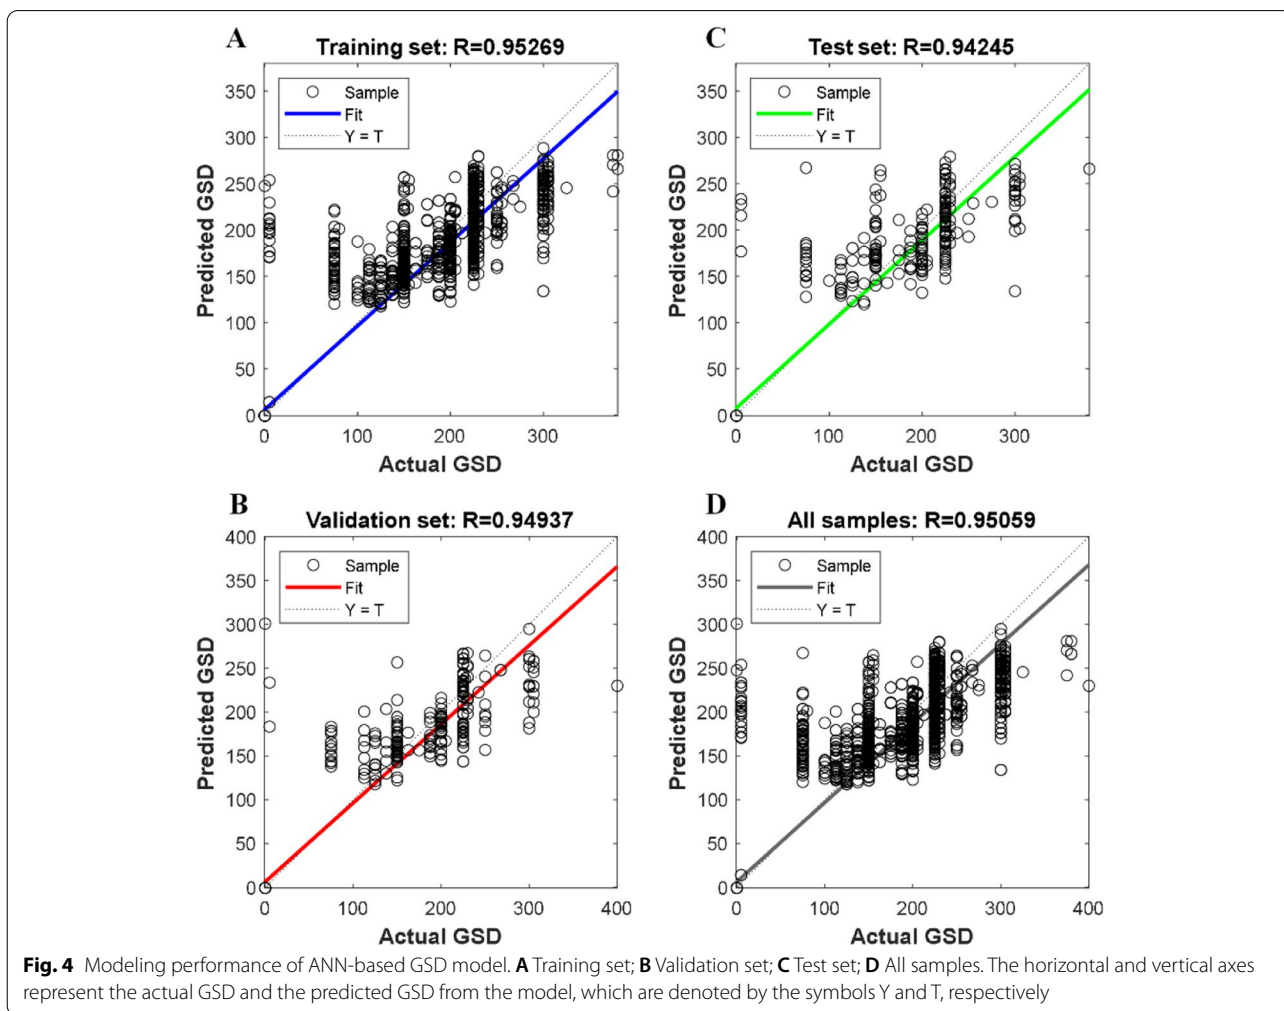 A
Training set: R=0.95269
Sample
Fit
Y = T
350
300
250
200
150
100
50
0
0 100 200 300
Predicted GSD
Actual GSD
C
Test set: R=0.94245
Sample
Fit
Y = T
350
300
250
200
150
100
50
0
0 100 200 300
Predicted GSD
Actual GSD
B
Validation set: R=0.94937
Sample
Fit
Y = T
400
350
300
250
200
150
100
50
0
0 100 200 300 400
Predicted GSD
Actual GSD
D
All samples: R=0.95059
Sample
Fit
Y = T
400
350
300
250
200
150
100
50
0
0 100 200 300 400
Predicted GSD
Actual GSD
Fig. 4 Modeling performance of ANN-based GSD model. A Training set; B Validation set; C Test set; D All samples. The horizontal and vertical axes
represent the actual GSD and the predicted GSD from the model, which are denoted by the symbols Y and T, respectively